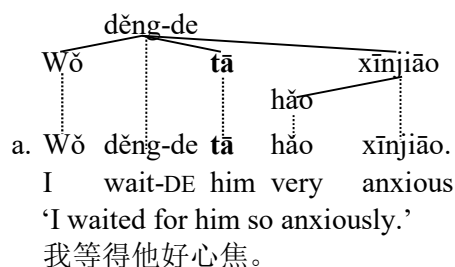 děng-de
Wǒ tā xīnjiāo
hǎo
a. Wǒ děng-de tā hǎo xīnjiāo.
I wait-DE him very anxious
‘I waited for him so anxiously.’
我等得他好心焦。